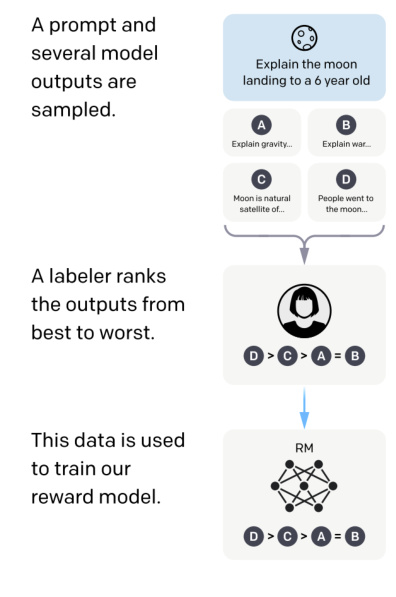 A prompt and
several model
outputs are
sampled.
Explain the moon
landing to a 6 year old
A
Explain gravity...
B
Explain war...
C
Moon is natural
satellite of...
D
People went to
the moon...
A labeler ranks
the outputs from
best to worst.
D > C > A = B
This data is used
to train our
reward model.
RM
D > C > A = B